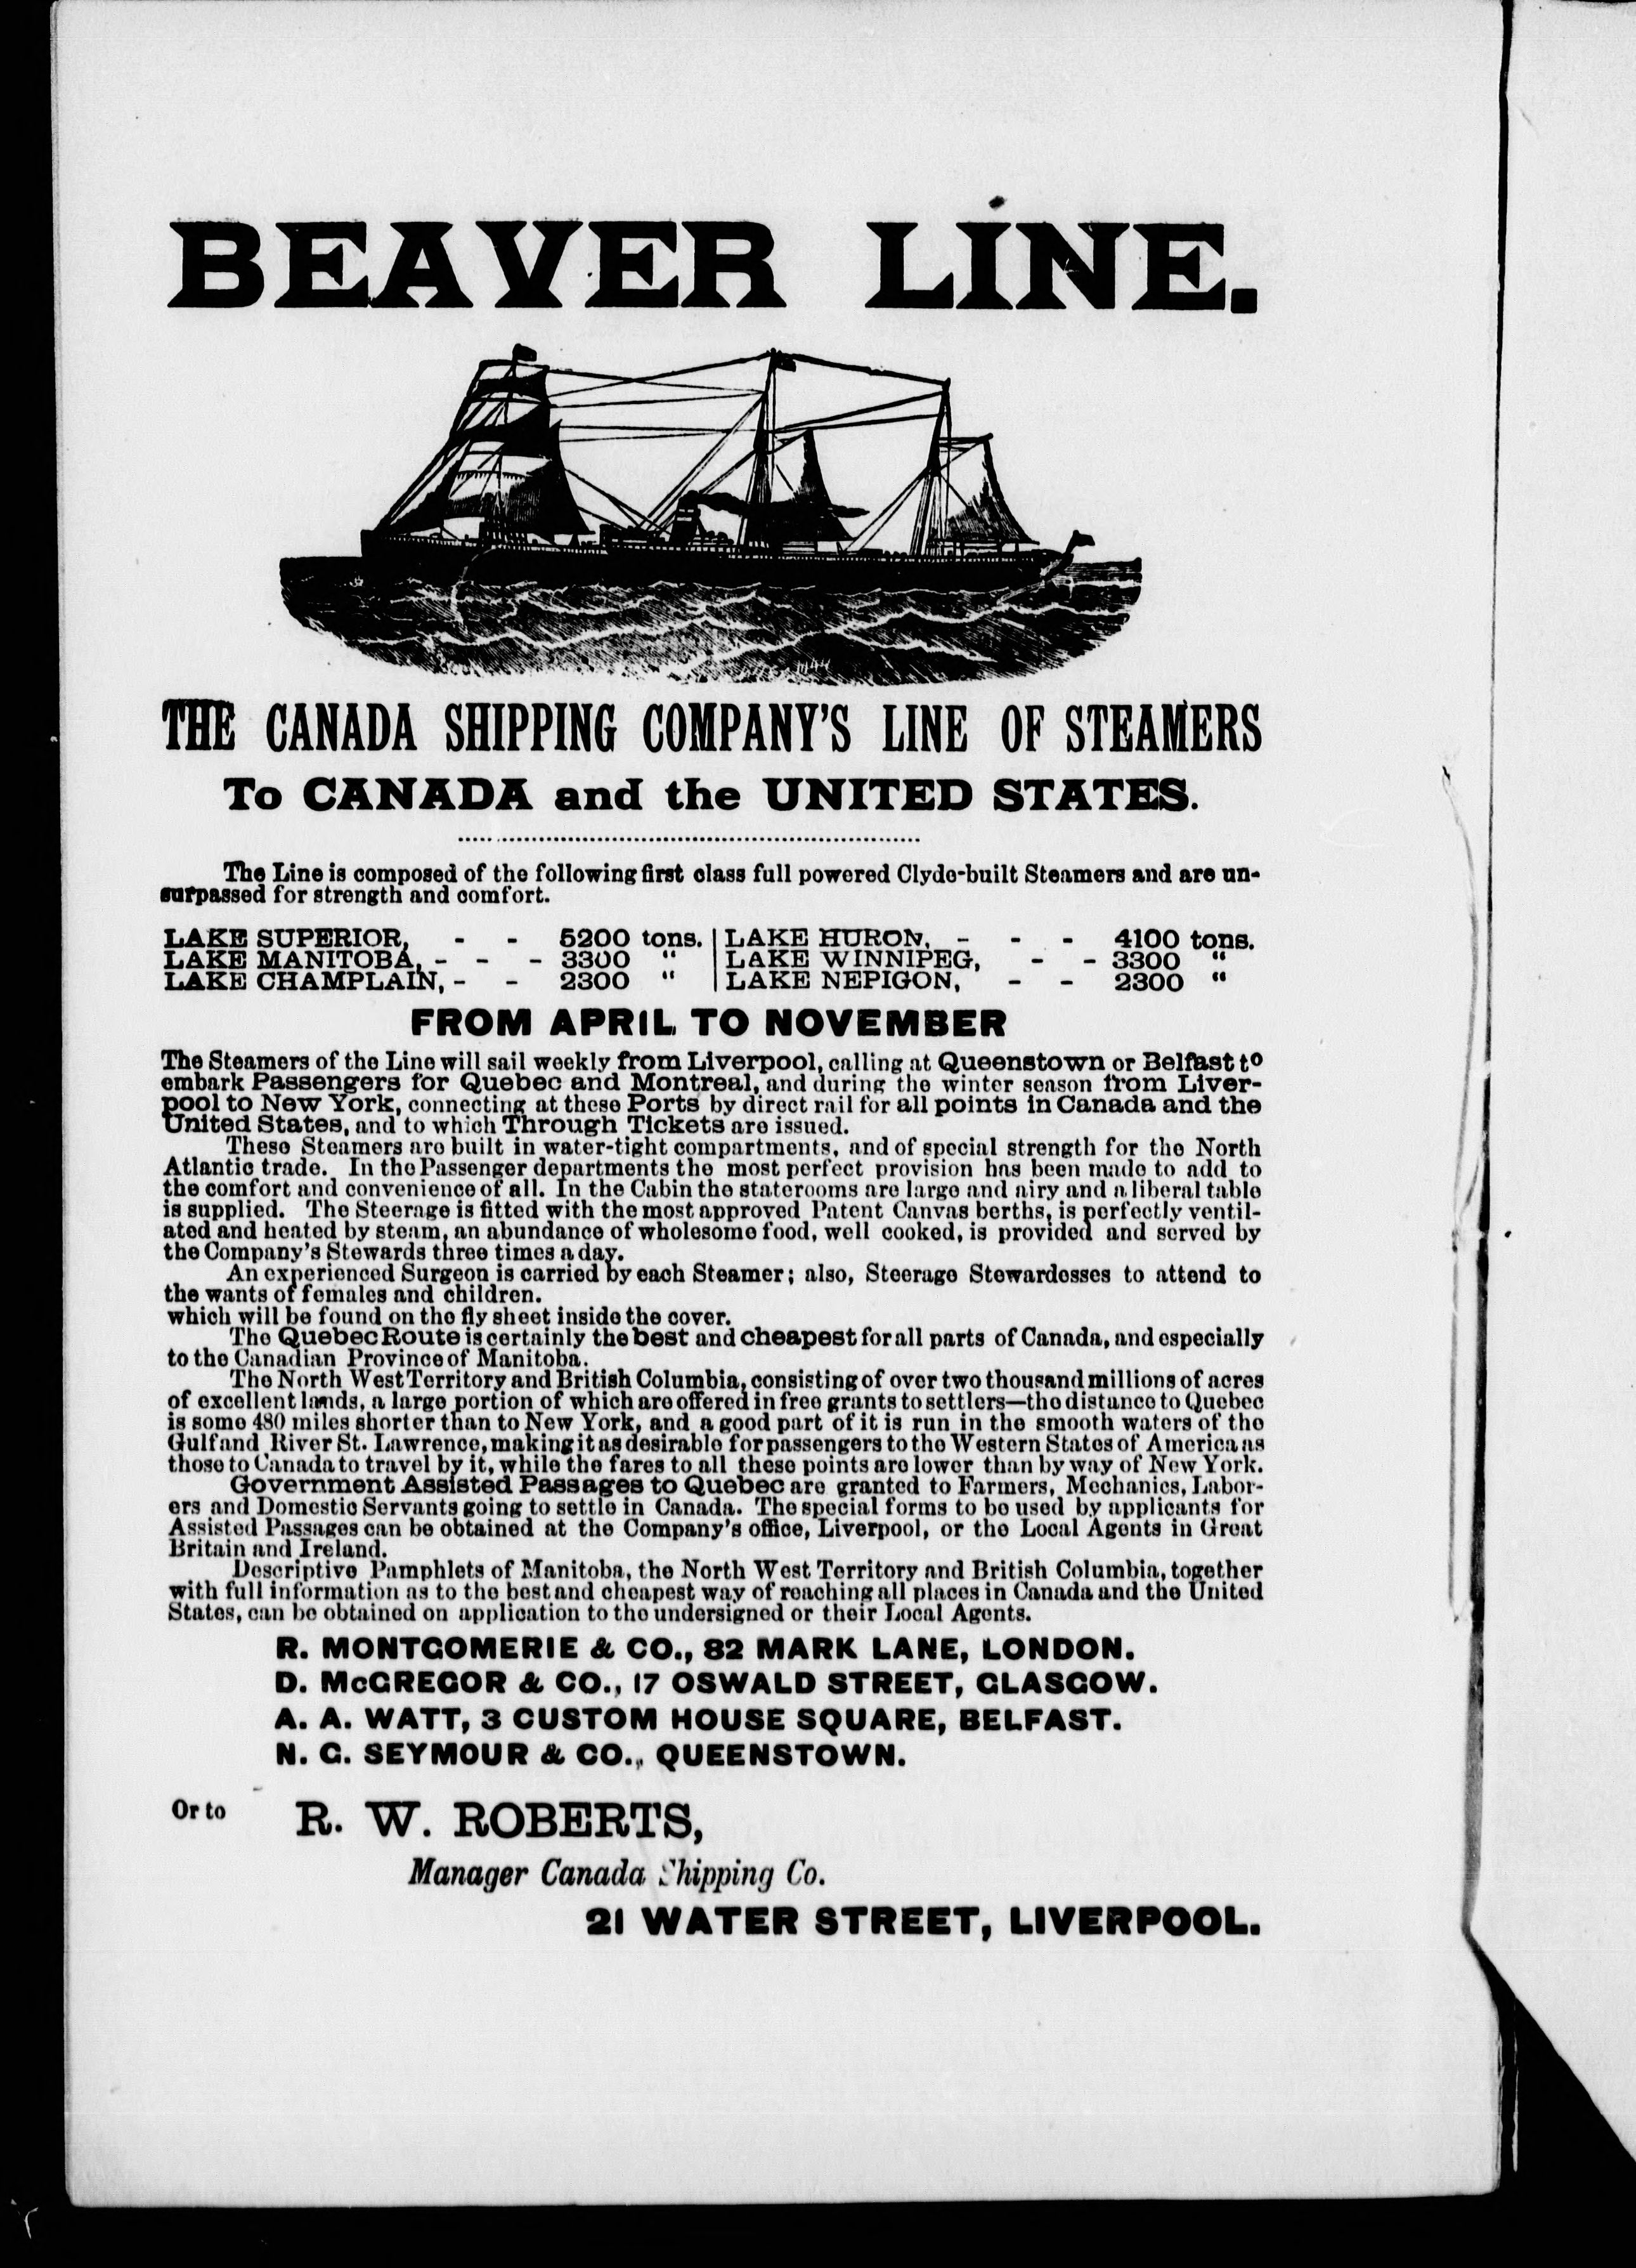 BEAVER LINE.
THE CANADA SHIPPING COMPANY'S LINE OF STEAMERS
To CANADA and the UNITED STATES.
The Line is composed of the following first class full powered Clyde-built Steamers and are un-
surpassed for strength and comfort.
LAKE SUPERIOR, - - 5200 tons. | LAKE HURON, - - - 4100 tons.
LAKE MANITOBA, - - - 3300 " | LAKE WINNIPEG, - - 3300 "
LAKE CHAMPLAIN, - - 2300 " | LAKE NEPIGON, - - 2300 "
FROM APRIL TO NOVEMBER
The Steamers of the Line will sail weekly from Liverpool, calling at Queenstown or Belfast to
embark Passengers for Quebec and Montreal, and during the winter season from Liver-
pool to New York, connecting at these Ports by direct rail for all points in Canada and the
United States, and to which Through Tickets are issued.
These Steamers are built in water-tight compartments, and of special strength for the North
Atlantic trade. In the Passenger departments the most perfect provision has been made to add to
the comfort and convenience of all. In the Cabin the staterooms are large and airy and a liberal table
is supplied. The Steerage is fitted with the most approved Patent Canvas berths, is perfectly ventil-
ated and heated by steam, an abundance of wholesome food, well cooked, is provided and served by
the Company's Stewards three times a day.
An experienced Surgeon is carried by each Steamer; also, Steerage Stewardesses to attend to
the wants of females and children.
which will be found on the fly sheet inside the cover.
The Quebec Route is certainly the best and cheapest for all parts of Canada, and especially
to the Canadian Province of Manitoba.
The North West Territory and British Columbia, consisting of over two thousand millions of acres
of excellent lands, a large portion of which are offered in free grants to settlers—the distance to Quebec
is some 480 miles shorter than to New York, and a good part of it is run in the smooth waters of the
Gulf and River St. Lawrence, making it as desirable for passengers to the Western States of America as
those to Canada to travel by it, while the fares to all these points are lower than by way of New York.
Government Assisted Passages to Quebec are granted to Farmers, Mechanics, Labor-
ers and Domestic Servants going to settle in Canada. The special forms to be used by applicants for
Assisted Passages can be obtained at the Company's office, Liverpool, or the Local Agents in Great
Britain and Ireland.
Descriptive Pamphlets of Manitoba, the North West Territory and British Columbia, together
with full information as to the best and cheapest way of reaching all places in Canada and the United
States, can be obtained on application to the undersigned or their Local Agents.
R. MONTGOMERIE & CO., 82 MARK LANE, LONDON.
D. McGREGOR & CO., 17 OSWALD STREET, GLASGOW.
A. A. WATT, 3 CUSTOM HOUSE SQUARE, BELFAST.
N. G. SEYMOUR & CO., QUEENSTOWN.
Or to R. W. ROBERTS,
Manager Canada Shipping Co.
21 WATER STREET, LIVERPOOL.